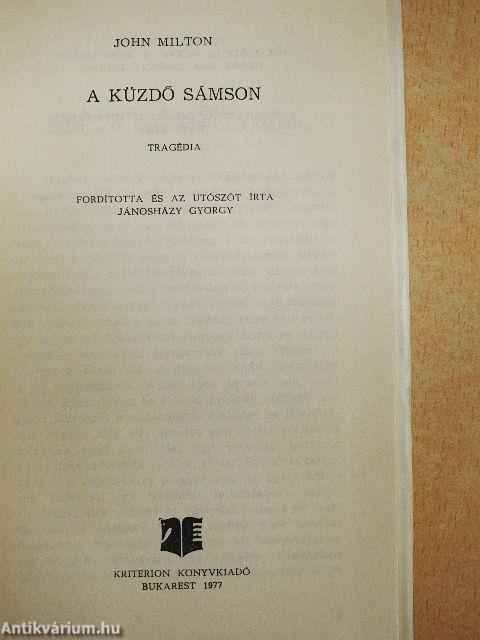 JOHN MILTON
A KÜZDŐ SÁMSON
TRAGÉDIA
FORDÍTOTTA ÉS AZ UTÓSZÓT ÍRTA
JÁNOSHÁZY GYÖRGY
KRITERION KÖNYVKIADÓ
BUKAREST 1977
Antikvárium.hu